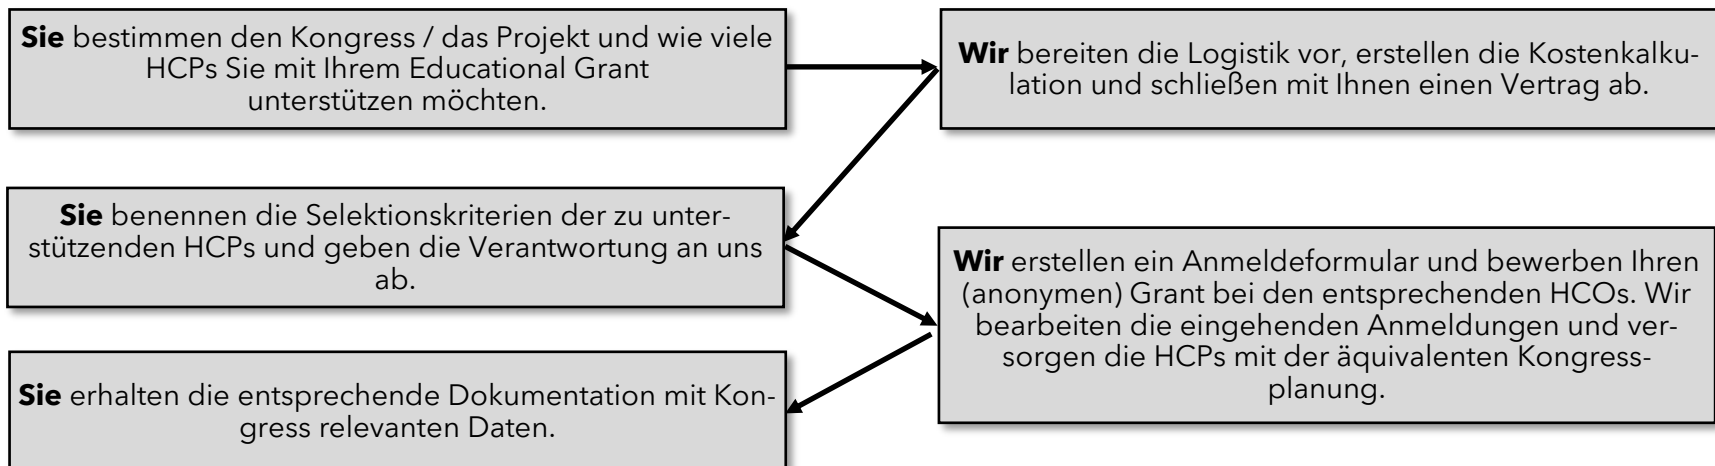 Sie bestimmen den Kongress / das Projekt und wie viele
HCPs Sie mit Ihrem Educational Grant
unterstützen möchten.
Wir bereiten die Logistik vor, erstellen die Kostenkalku-
lation und schließen mit Ihnen einen Vertrag ab.
Sie benennen die Selektionskriterien der zu unter-
stützenden HCPs und geben die Verantwortung an uns
ab.
Wir erstellen ein Anmeldeformular und bewerben Ihren
(anonymen) Grant bei den entsprechenden HCOs. Wir
bearbeiten die eingehenden Anmeldungen und ver-
sorgen die HCPs mit der äquivalenten Kongress-
planung.
Sie erhalten die entsprechende Dokumentation mit Kon-
gress relevanten Daten.